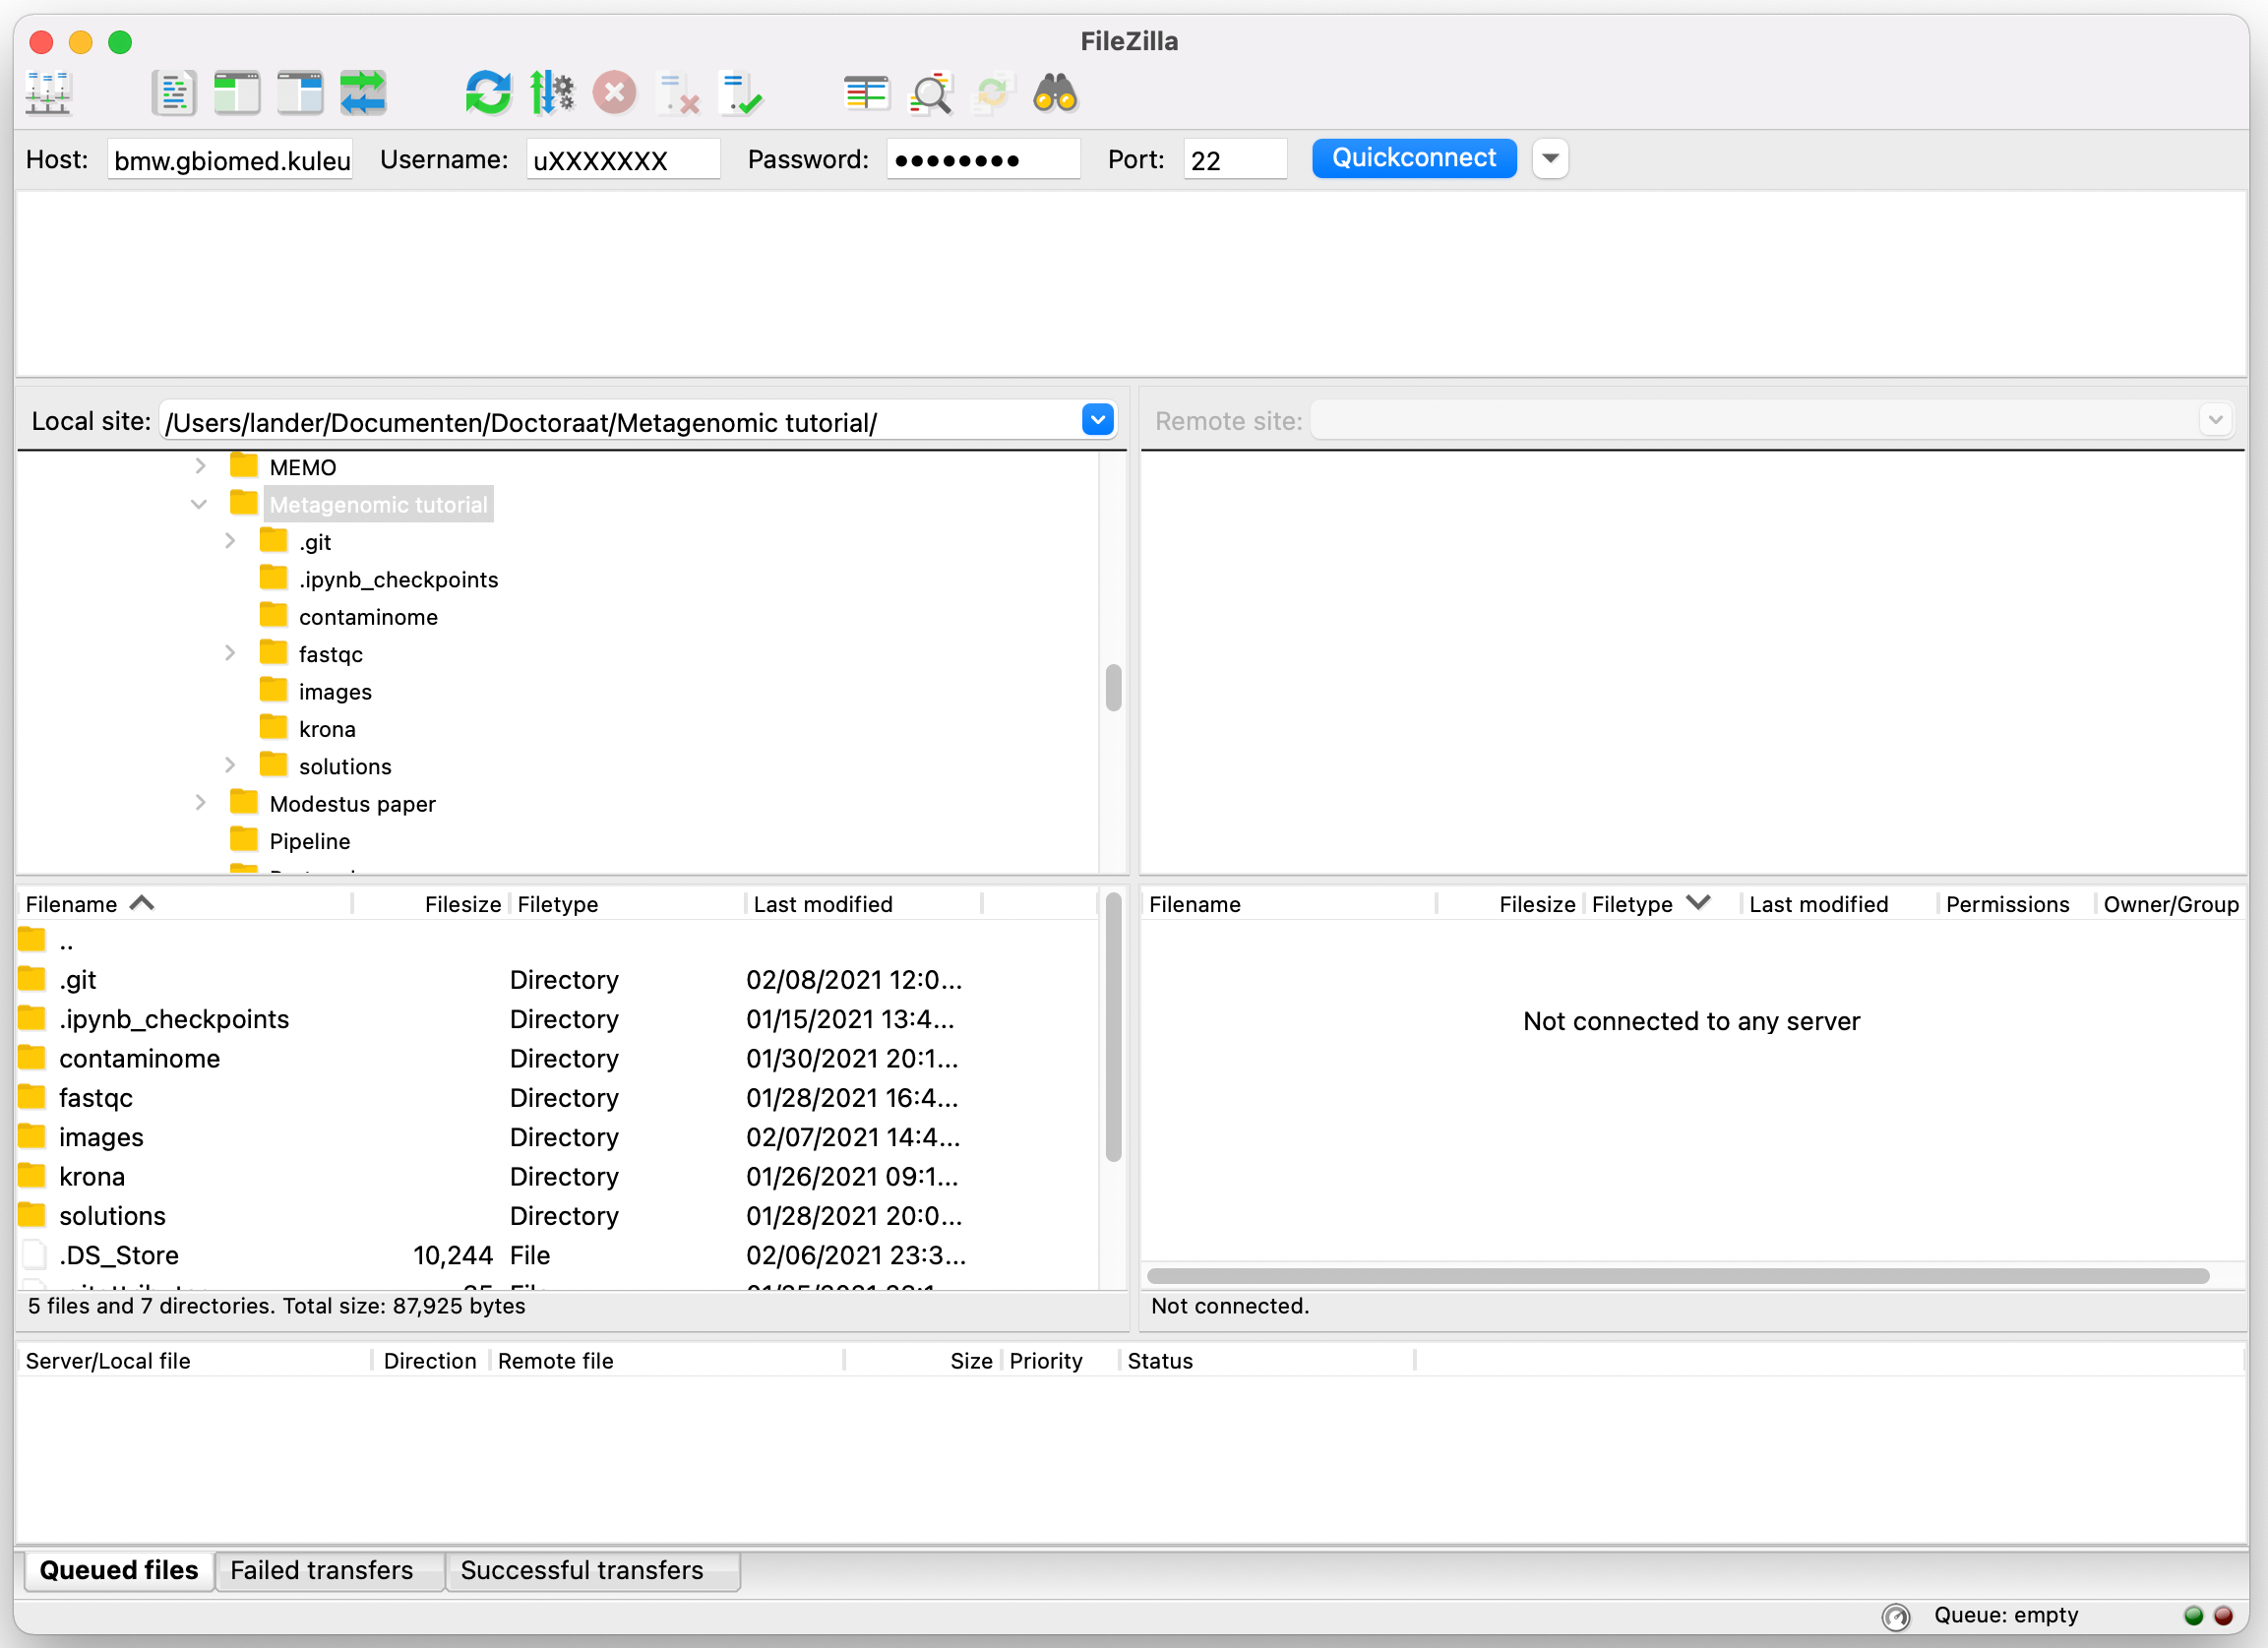 FileZilla
Host: bmw.gbiomed.kuleu Username: uXXXXXXX Password: ●●●●●●●● Port: 22 Quickconnect
Local site: /Users/lander/Documenten/Doctoraat/Metagenomic tutorial/
Remote site:
MEMO
Metagenomic tutorial
.git
.ipynb_checkpoints
contaminome
fastqc
images
krona
solutions
Modestus paper
Pipeline
Filename Filesize Filetype Last modified
..
.git Directory 02/08/2021 12:0...
.ipynb_checkpoints Directory 01/15/2021 13:4...
contaminome Directory 01/30/2021 20:1...
fastqc Directory 01/28/2021 16:4...
images Directory 02/07/2021 14:4...
krona Directory 01/26/2021 09:1...
solutions Directory 01/28/2021 20:0...
.DS_Store 10,244 File 02/06/2021 23:3...
5 files and 7 directories. Total size: 87,925 bytes
Filename Filesize Filetype Last modified Permissions Owner/Group
Not connected to any server
Not connected.
Server/Local file Direction Remote file Size Priority Status
Queued files Failed transfers Successful transfers
Queue: empty